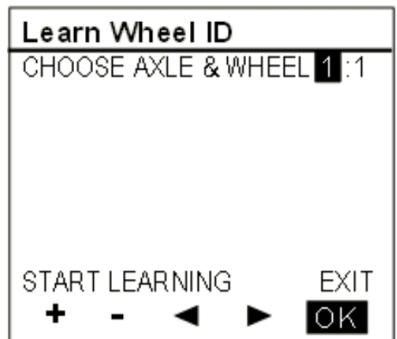 Learn Wheel ID
CHOOSE AXLE & WHEEL 1:1
START LEARNING EXIT
+ - ◄ ► OK